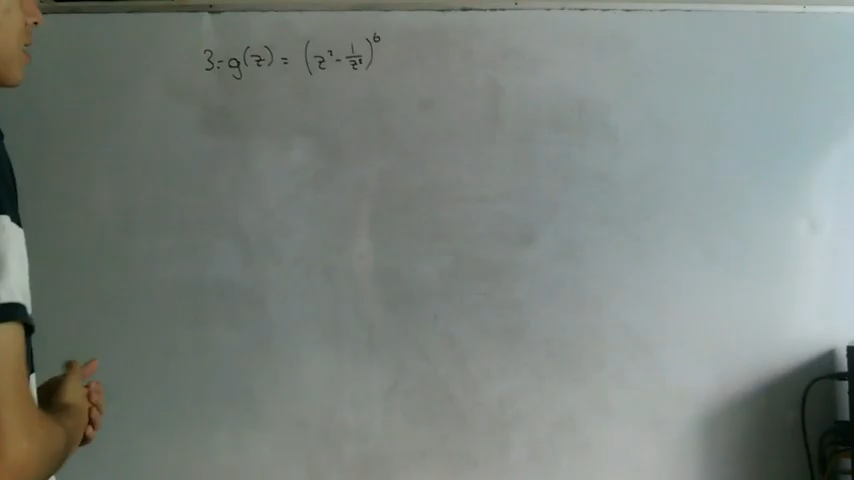 3.- g(z) = (z² - 1/z²)⁶